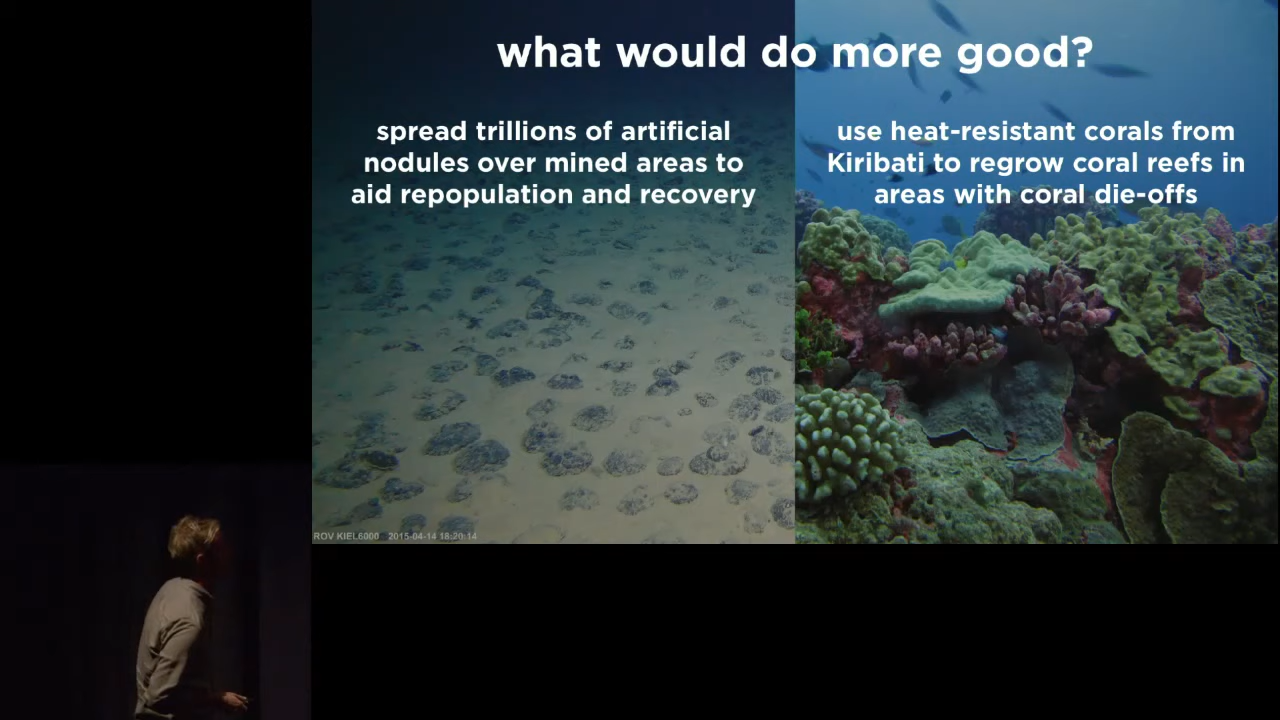 what would do more good?
spread trillions of artificial
nodules over mined areas to
aid repopulation and recovery
use heat-resistant corals from
Kiribati to regrow coral reefs in
areas with coral die-offs
ROV KIEL6000 2015-04-14 18:20:14